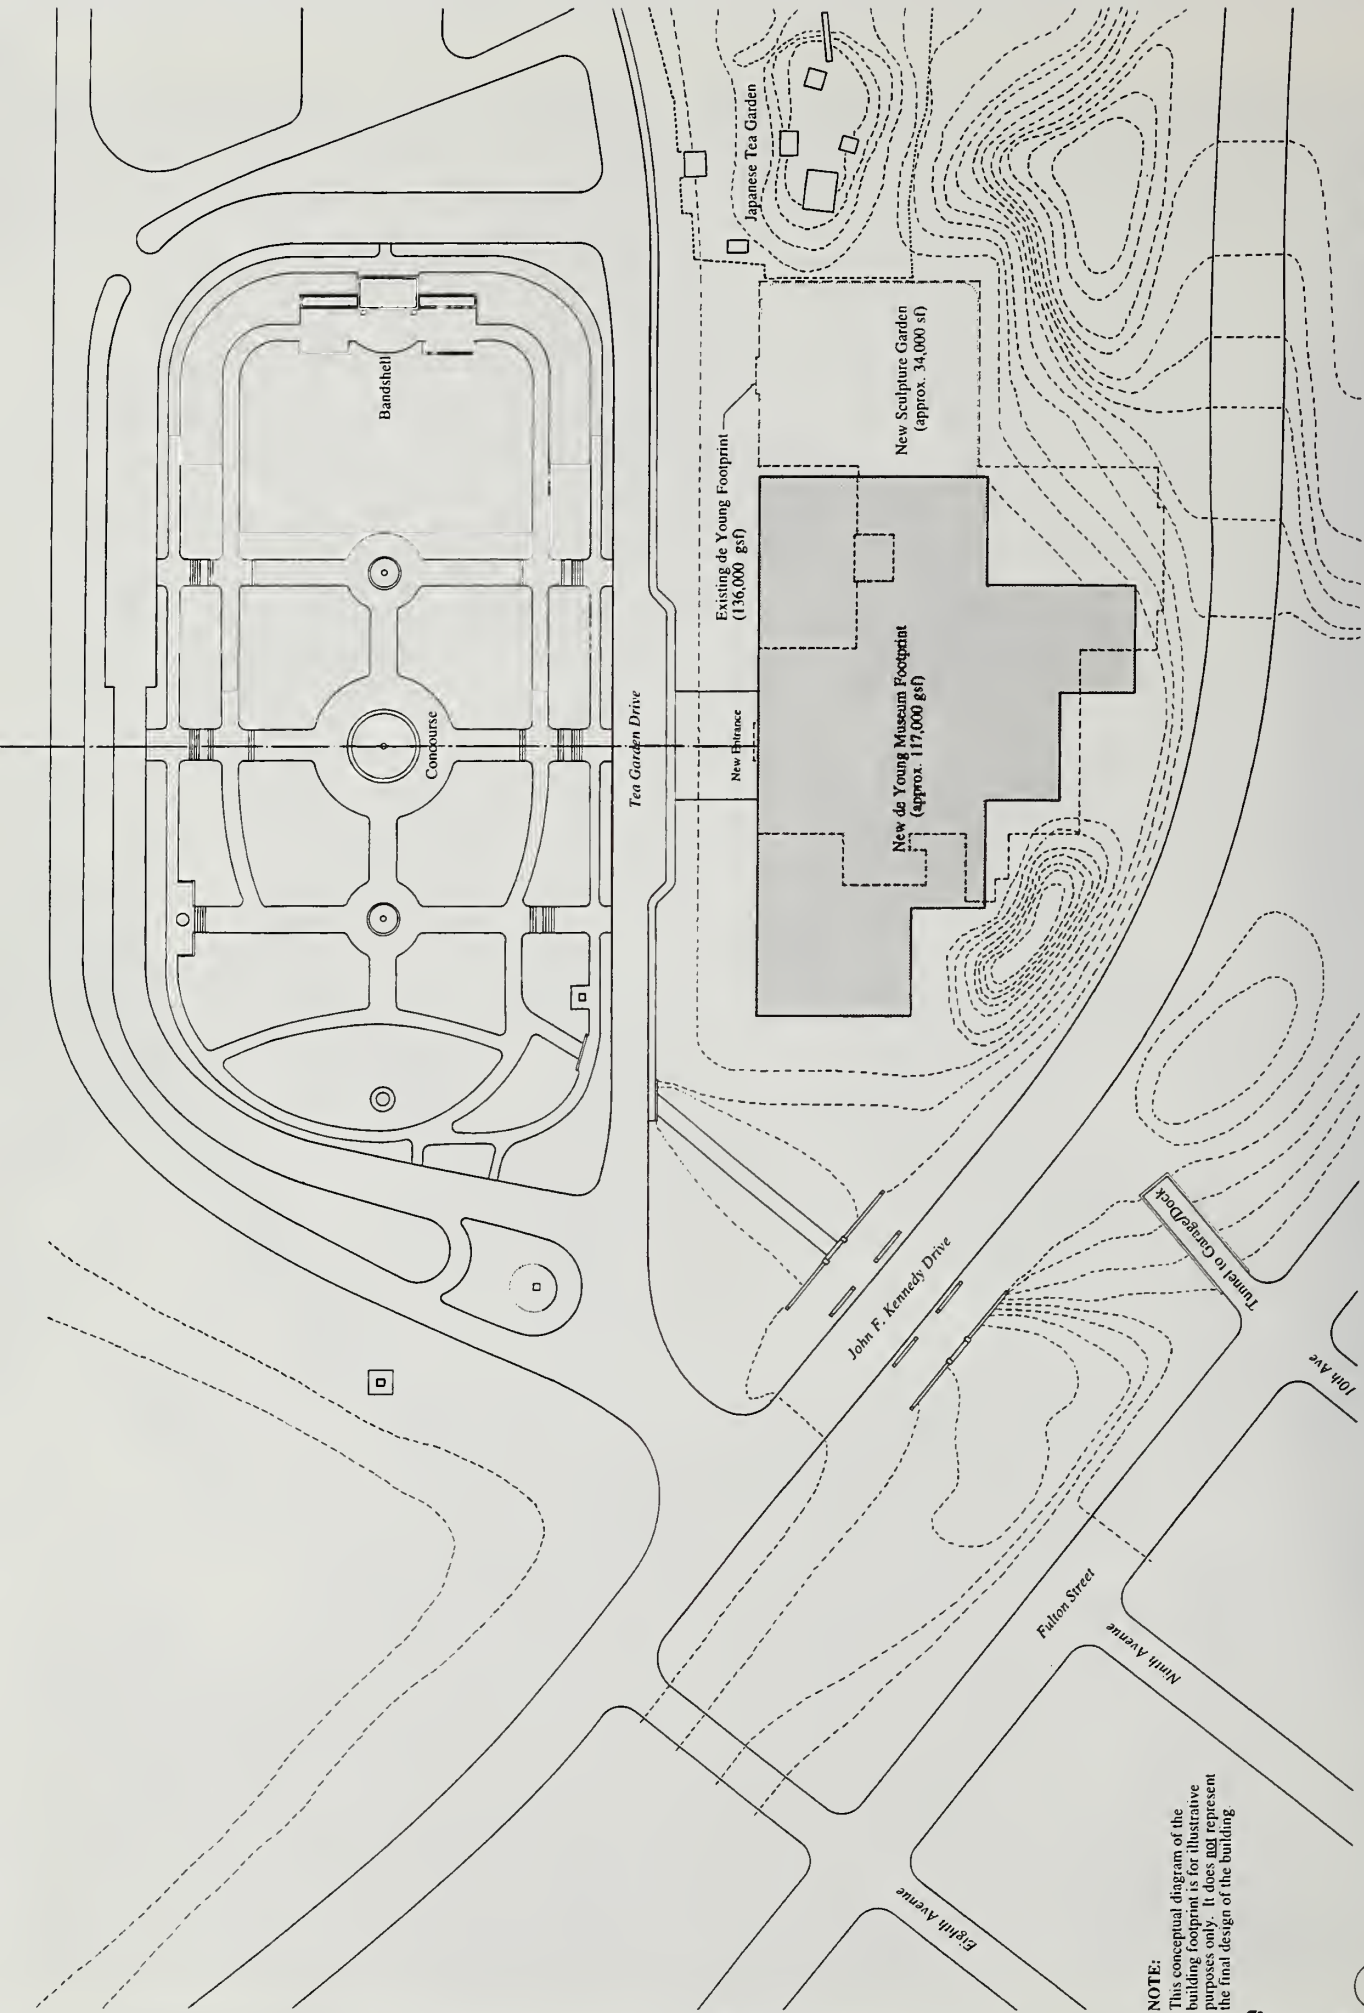 Japanese Tea Garden
Bandshell
New Sculpture Garden
(approx. 34,000 sf)
Existing de Young Footprint
(136,000 gsf)
New de Young Museum Footprint
(approx. 117,000 gsf)
New Entrance
Tea Garden Drive
Concourse
John F. Kennedy Drive
Tunnel to Garage/Dock
10th Ave
Fulton Street
Ninth Avenue
Eighth Avenue
NOTE:
This conceptual diagram of the
building footprint is for illustrative
purposes only. It does not represent
the final design of the building.